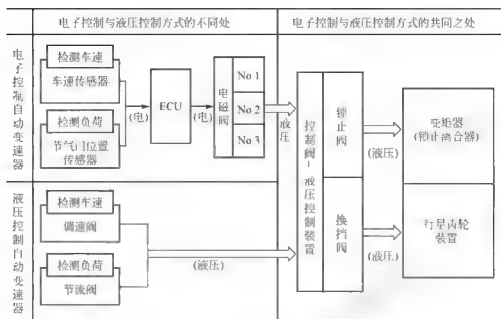 电子控制与液压控制方式的不同处
电子控制与液压控制方式的共同之处
电子控制自动变速器
检测车速
车速传感器
检测负荷
节气门位置
传感器
(电)
ECU
(电)
电磁阀
No 1
No 2
No 3
液压
控制阀-液压控制装置
锁止阀
换挡阀
(液压)
(液压)
变矩器
(锁止离合器)
行星齿轮
装置
液压控制自动变速器
检测车速
调速阀
检测负荷
节流阀
(液压)